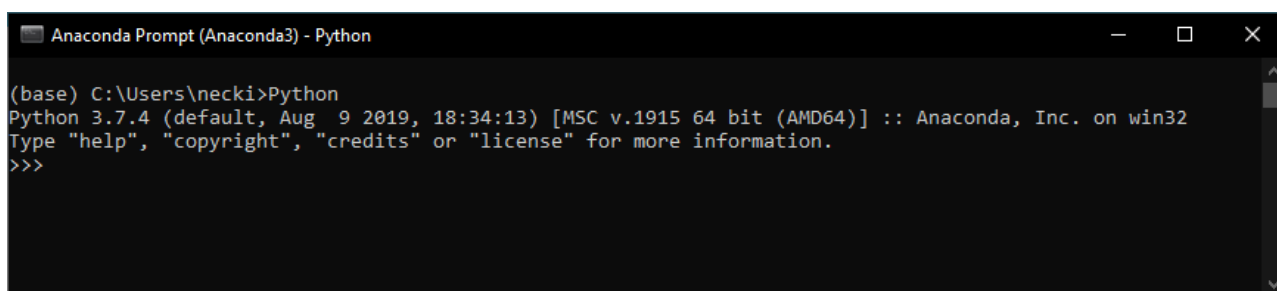 Anaconda Prompt (Anaconda3) - Python
(base) C:\Users\necki>Python
Python 3.7.4 (default, Aug  9 2019, 18:34:13) [MSC v.1915 64 bit (AMD64)] :: Anaconda, Inc. on win32
Type "help", "copyright", "credits" or "license" for more information.
>>>